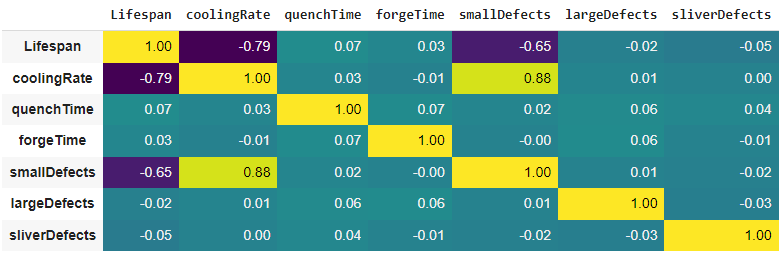 Lifespan coolingRate quenchTime forgeTime smallDefects largeDefects sliverDefects
Lifespan 1.00 -0.79 0.07 0.03 -0.65 -0.02 -0.05
coolingRate -0.79 1.00 0.03 -0.01 0.88 0.01 0.00
quenchTime 0.07 0.03 1.00 0.07 0.02 0.06 0.04
forgeTime 0.03 -0.01 0.07 1.00 -0.00 0.06 -0.01
smallDefects -0.65 0.88 0.02 -0.00 1.00 0.01 -0.02
largeDefects -0.02 0.01 0.06 0.06 0.01 1.00 -0.03
sliverDefects -0.05 0.00 0.04 -0.01 -0.02 -0.03 1.00